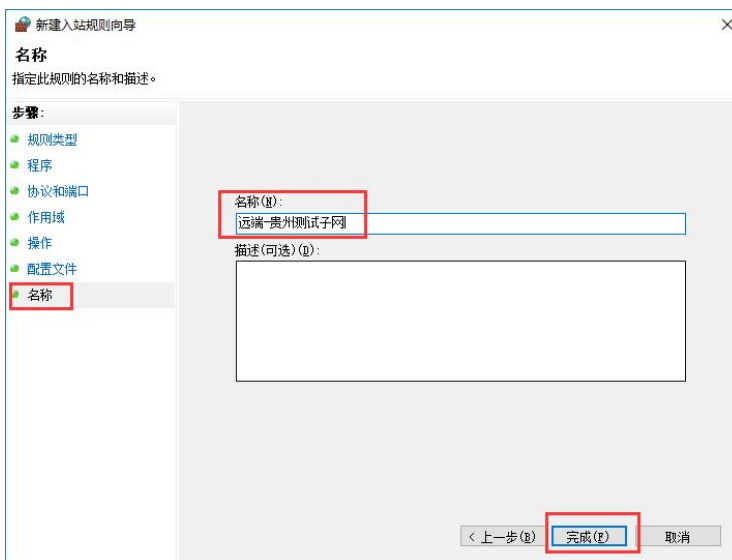 新建入站规则向导
名称
指定此规则的名称和描述。
步骤:
规则类型
程序
协议和端口
作用域
操作
配置文件
名称
名称(N):
远端-贵州测试子网
描述(可选)(D):
< 上一步(B)
完成(F)
取消